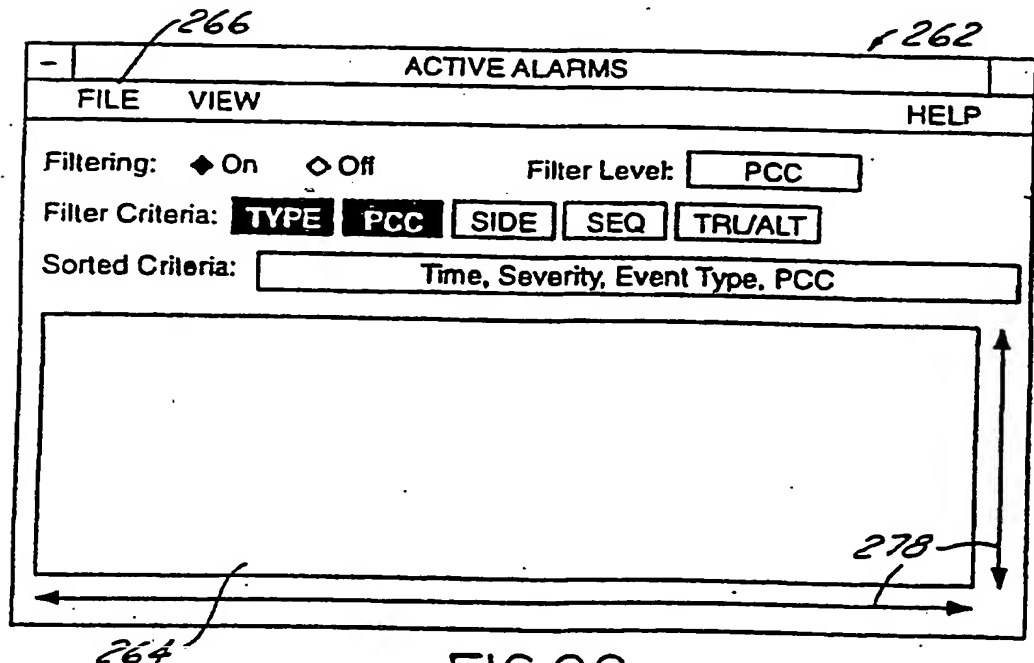 266
262
- ACTIVE ALARMS
FILE VIEW HELP
Filtering: On Off Filter Level: PCC
Filter Criteria: TYPE PCC SIDE SEQ TRU/ALT
Sorted Criteria: Time, Severity, Event Type, PCC
278
264